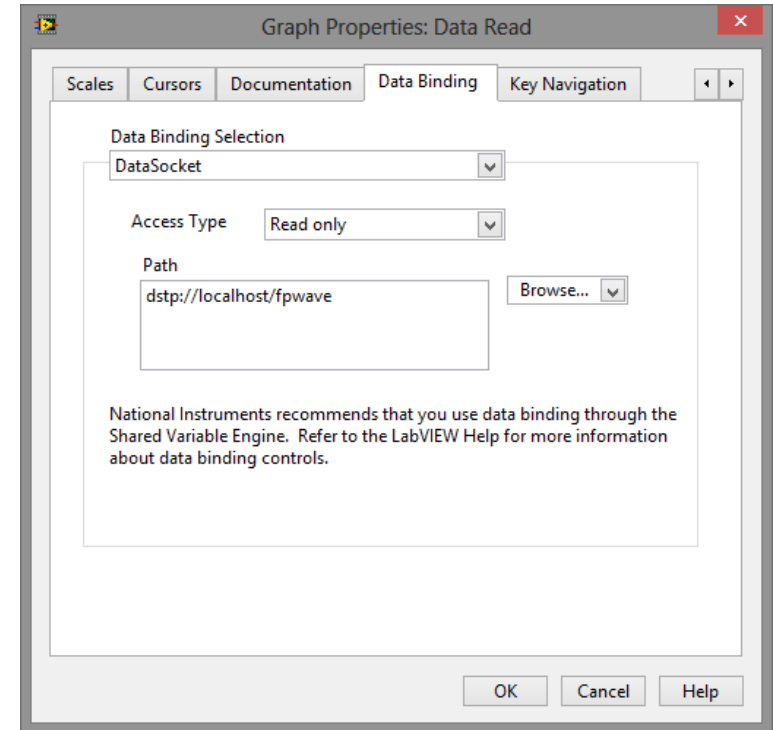 Graph Properties: Data Read
Scales Cursors Documentation Data Binding Key Navigation
Data Binding Selection
DataSocket
Access Type Read only
Path
dstp://localhost/fpwave
Browse...
National Instruments recommends that you use data binding through the
Shared Variable Engine. Refer to the LabVIEW Help for more information
about data binding controls.
OK Cancel Help